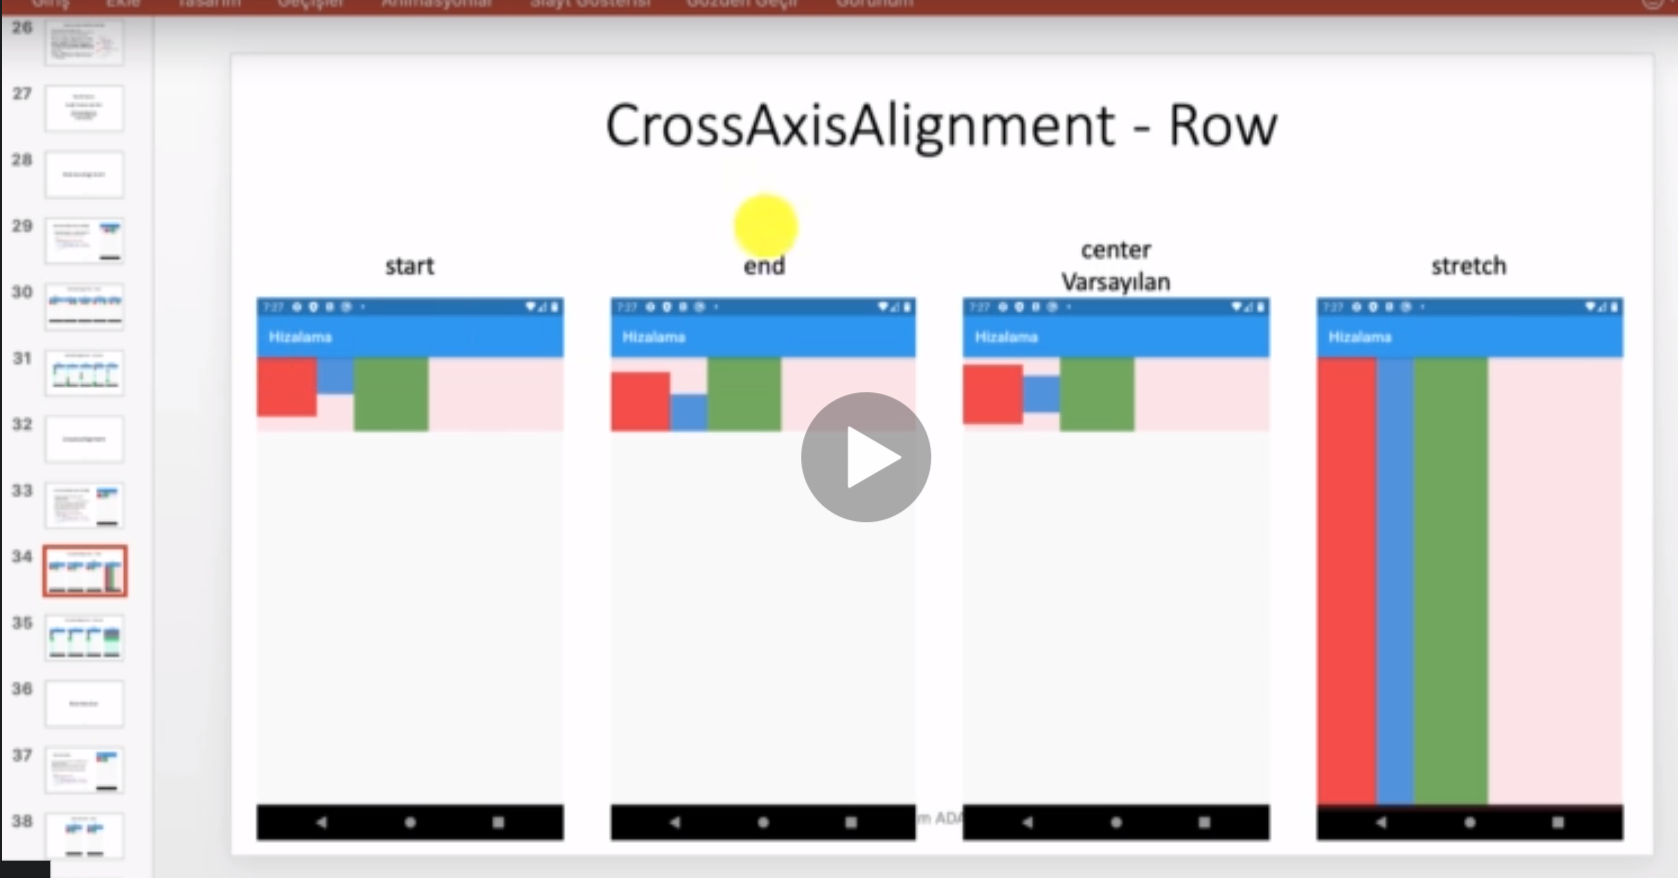 Giriş Ekle Tasarım Geçişler Animasyonlar Slayt Gösterisi Gözden Geçir Görünüm
26
27
28
29
30
31
32
33
34
35
36
37
38
CrossAxisAlignment - Row
start
end
center
Varsayılan
stretch
7:27
7:27
7:27
7:27
Hizalama
Hizalama
Hizalama
Hizalama
m ADA